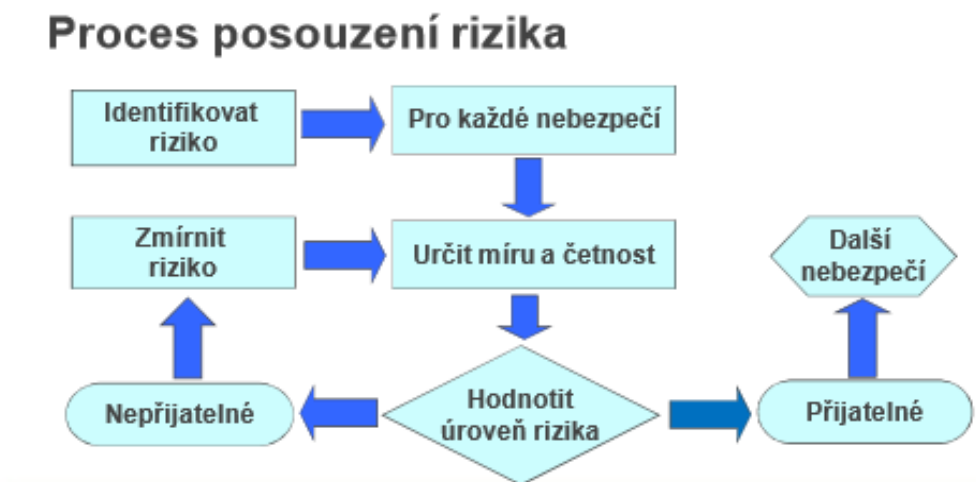 Proces posouzení rizika
Identifikovat
riziko
Pro každé nebezpečí
Zmírnit
riziko
Určit míru a četnost
Další
nebezpečí
Nepřijatelné
Hodnotit
úroveň rizika
Přijatelné